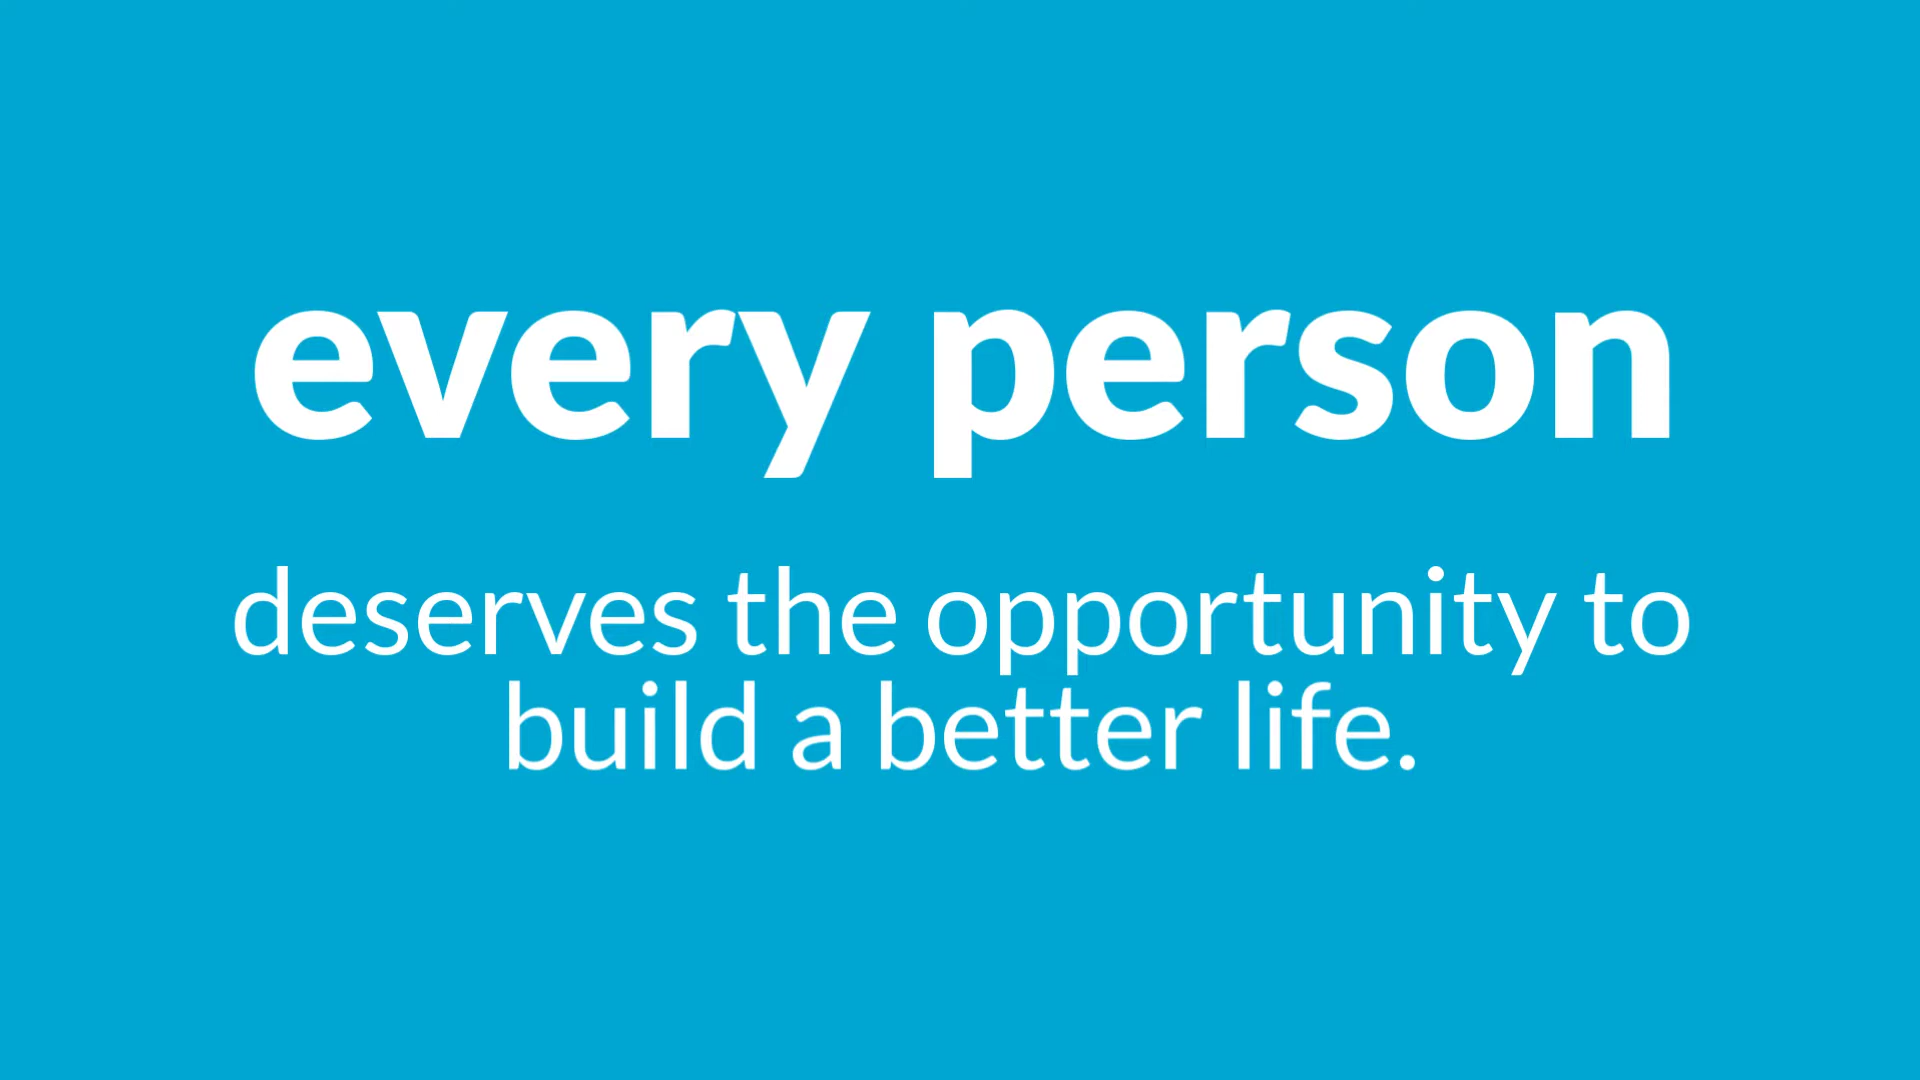 every person
deserves the opportunity to
build a better life.